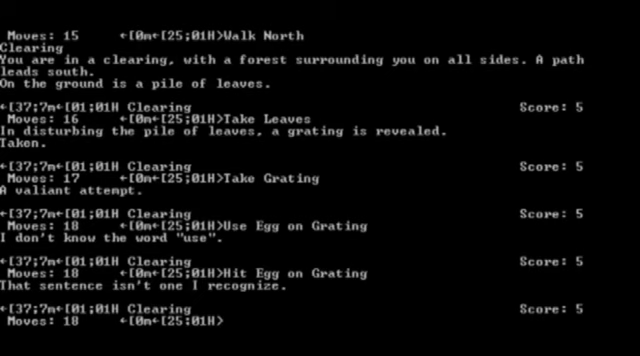 Moves: 15 ←[0m←[25;01H>Walk North
Clearing
You are in a clearing, with a forest surrounding you on all sides. A path
leads south.
On the ground is a pile of leaves.
←[37;7m←[01;01H Clearing Score: 5
Moves: 16 ←[0m←[25;01H>Take Leaves
In disturbing the pile of leaves, a grating is revealed.
Taken.
←[37;7m←[01;01H Clearing Score: 5
Moves: 17 ←[0m←[25;01H>Take Grating
A valiant attempt.
←[37;7m←[01;01H Clearing Score: 5
Moves: 18 ←[0m←[25;01H>Use Egg on Grating
I don't know the word "use".
←[37;7m←[01;01H Clearing Score: 5
Moves: 18 ←[0m←[25;01H>Hit Egg on Grating
That sentence isn't one I recognize.
←[37;7m←[01;01H Clearing Score: 5
Moves: 18 ←[0m←[25;01H>